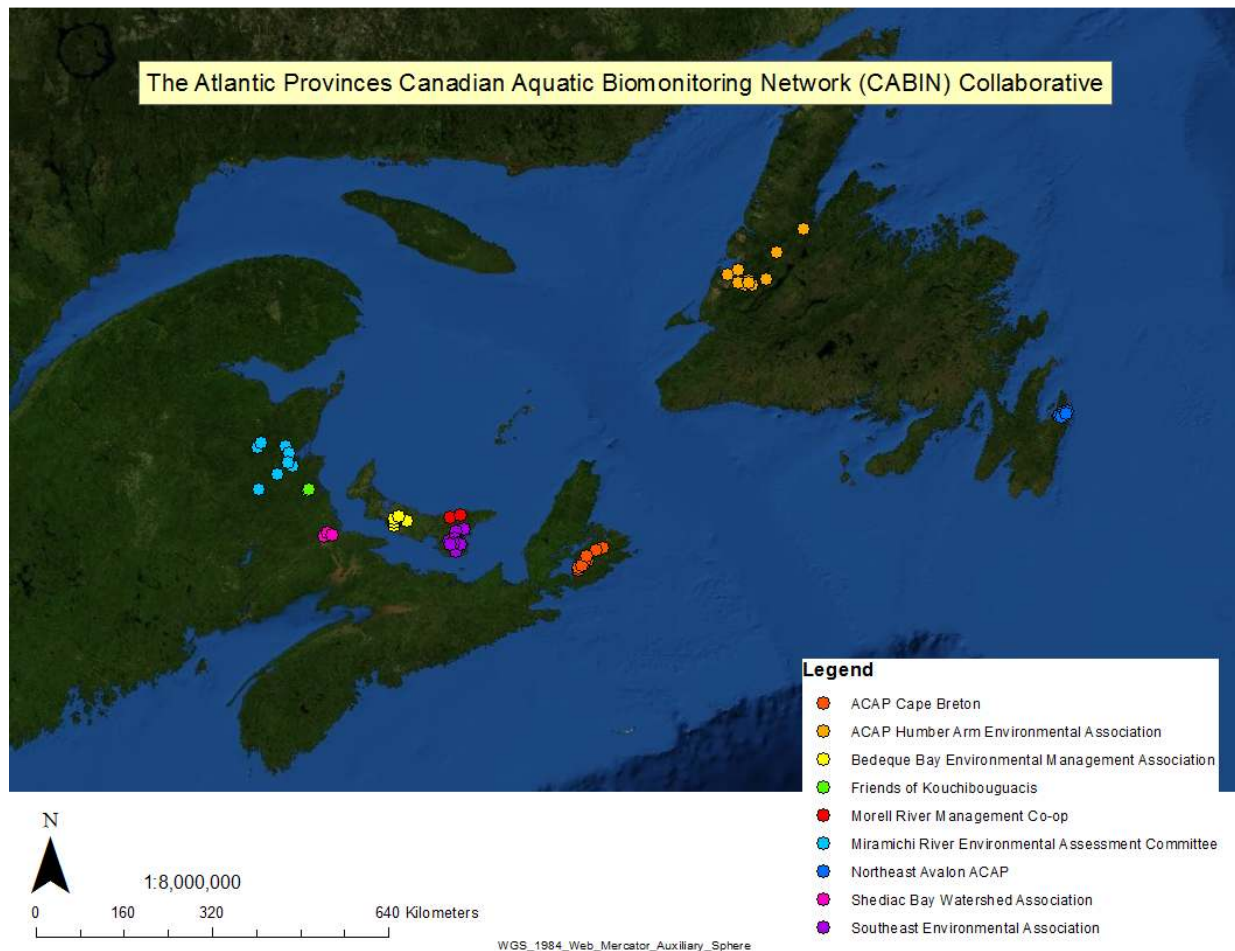 The Atlantic Provinces Canadian Aquatic Biomonitoring Network (CABIN) Collaborative
Legend
ACAP Cape Breton
ACAP Humber Arm Environmental Association
Bedeque Bay Environmental Management Association
Friends of Kouchibouguacis
Morell River Management Co-op
Miramichi River Environmental Assessment Committee
Northeast Avalon ACAP
Shediac Bay Watershed Association
Southeast Environmental Association
N
1:8,000,000
0 160 320 640 Kilometers
WGS_1984_Web_Mercator_Auxiliary_Sphere